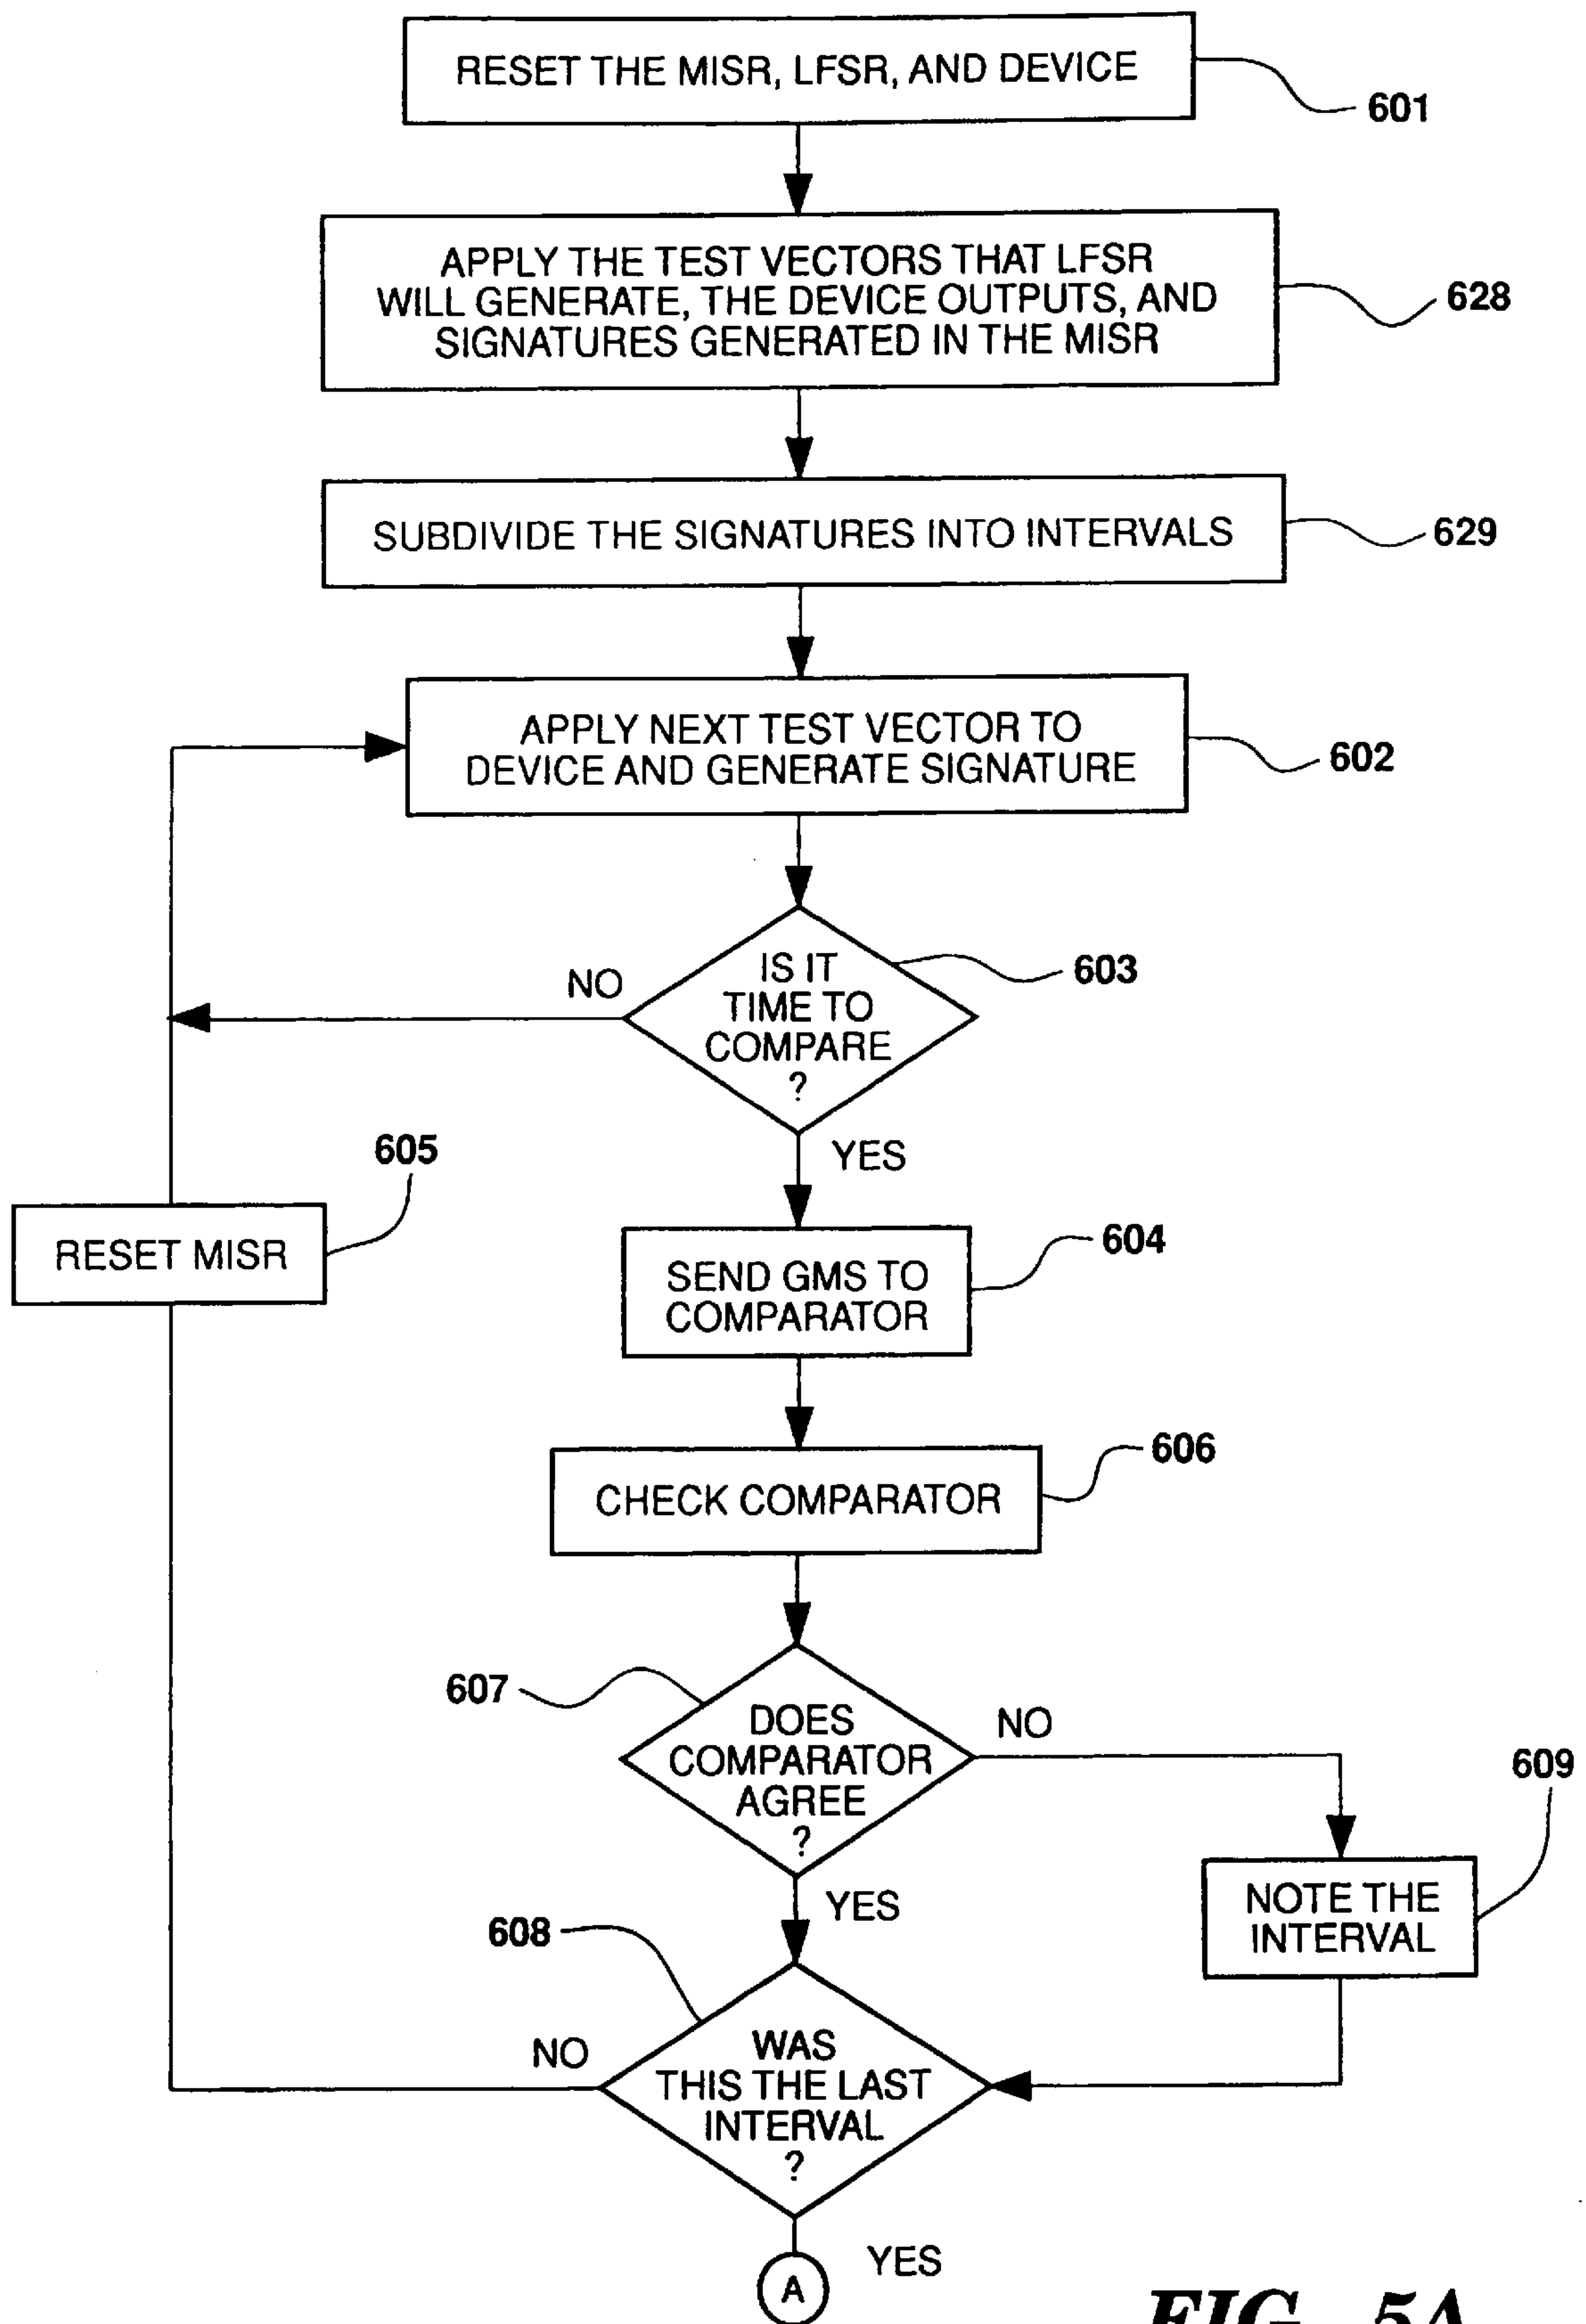 RESET THE MISR, LFSR, AND DEVICE
601
APPLY THE TEST VECTORS THAT LFSR
WILL GENERATE, THE DEVICE OUTPUTS, AND
SIGNATURES GENERATED IN THE MISR
628
SUBDIVIDE THE SIGNATURES INTO INTERVALS
629
APPLY NEXT TEST VECTOR TO
DEVICE AND GENERATE SIGNATURE
602
IS IT
TIME TO
COMPARE
?
603
NO
YES
605
RESET MISR
SEND GMS TO
COMPARATOR
604
CHECK COMPARATOR
606
607
DOES
COMPARATOR
AGREE
?
NO
YES
609
NOTE THE
INTERVAL
608
WAS
THIS THE LAST
INTERVAL
?
NO
YES
A
FIG. 5A